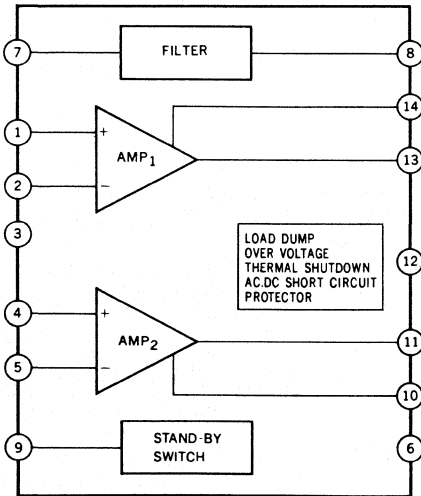 FILTER
7
8
14
1
+
AMP1
13
2
−
3
LOAD DUMP
OVER VOLTAGE
THERMAL SHUTDOWN
AC.DC SHORT CIRCUIT
PROTECTOR
12
4
+
AMP2
11
5
−
10
9
STAND-BY
SWITCH
6